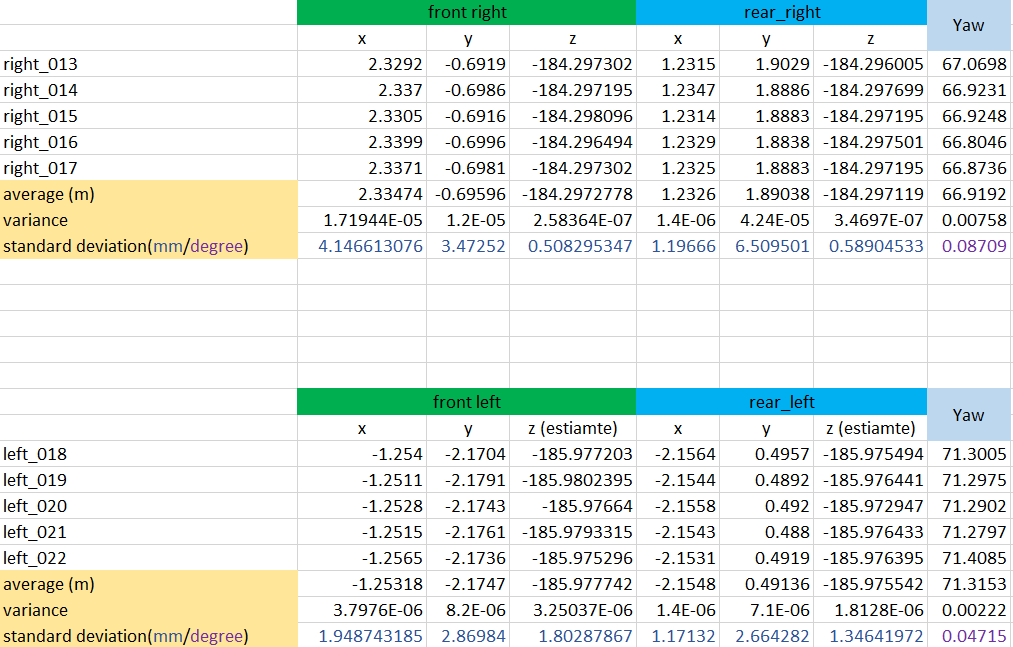 front right rear_right Yaw
x y z x y z
right_013 2.3292 -0.6919 -184.297302 1.2315 1.9029 -184.296005 67.0698
right_014 2.337 -0.6986 -184.297195 1.2347 1.8886 -184.297699 66.9231
right_015 2.3305 -0.6916 -184.298096 1.2314 1.8883 -184.297195 66.9248
right_016 2.3399 -0.6996 -184.296494 1.2329 1.8838 -184.297501 66.8046
right_017 2.3371 -0.6981 -184.297302 1.2325 1.8883 -184.297195 66.8736
average (m) 2.33474 -0.69596 -184.2972778 1.2326 1.89038 -184.297119 66.9192
variance 1.71944E-05 1.2E-05 2.58364E-07 1.4E-06 4.24E-05 3.4697E-07 0.00758
standard deviation(mm/degree) 4.146613076 3.47252 0.508295347 1.19666 6.509501 0.58904533 0.08709
front left rear_left Yaw
x y z (estiamte) x y z (estiamte)
left_018 -1.254 -2.1704 -185.977203 -2.1564 0.4957 -185.975494 71.3005
left_019 -1.2511 -2.1791 -185.9802395 -2.1544 0.4892 -185.976441 71.2975
left_020 -1.2528 -2.1743 -185.97664 -2.1558 0.492 -185.972947 71.2902
left_021 -1.2515 -2.1761 -185.9793315 -2.1543 0.488 -185.976433 71.2797
left_022 -1.2565 -2.1736 -185.975296 -2.1531 0.4919 -185.976395 71.4085
average (m) -1.25318 -2.1747 -185.977742 -2.1548 0.49136 -185.975542 71.3153
variance 3.7976E-06 8.2E-06 3.25037E-06 1.4E-06 7.1E-06 1.8128E-06 0.00222
standard deviation(mm/degree) 1.948743185 2.86984 1.80287867 1.17132 2.664282 1.34641972 0.04715